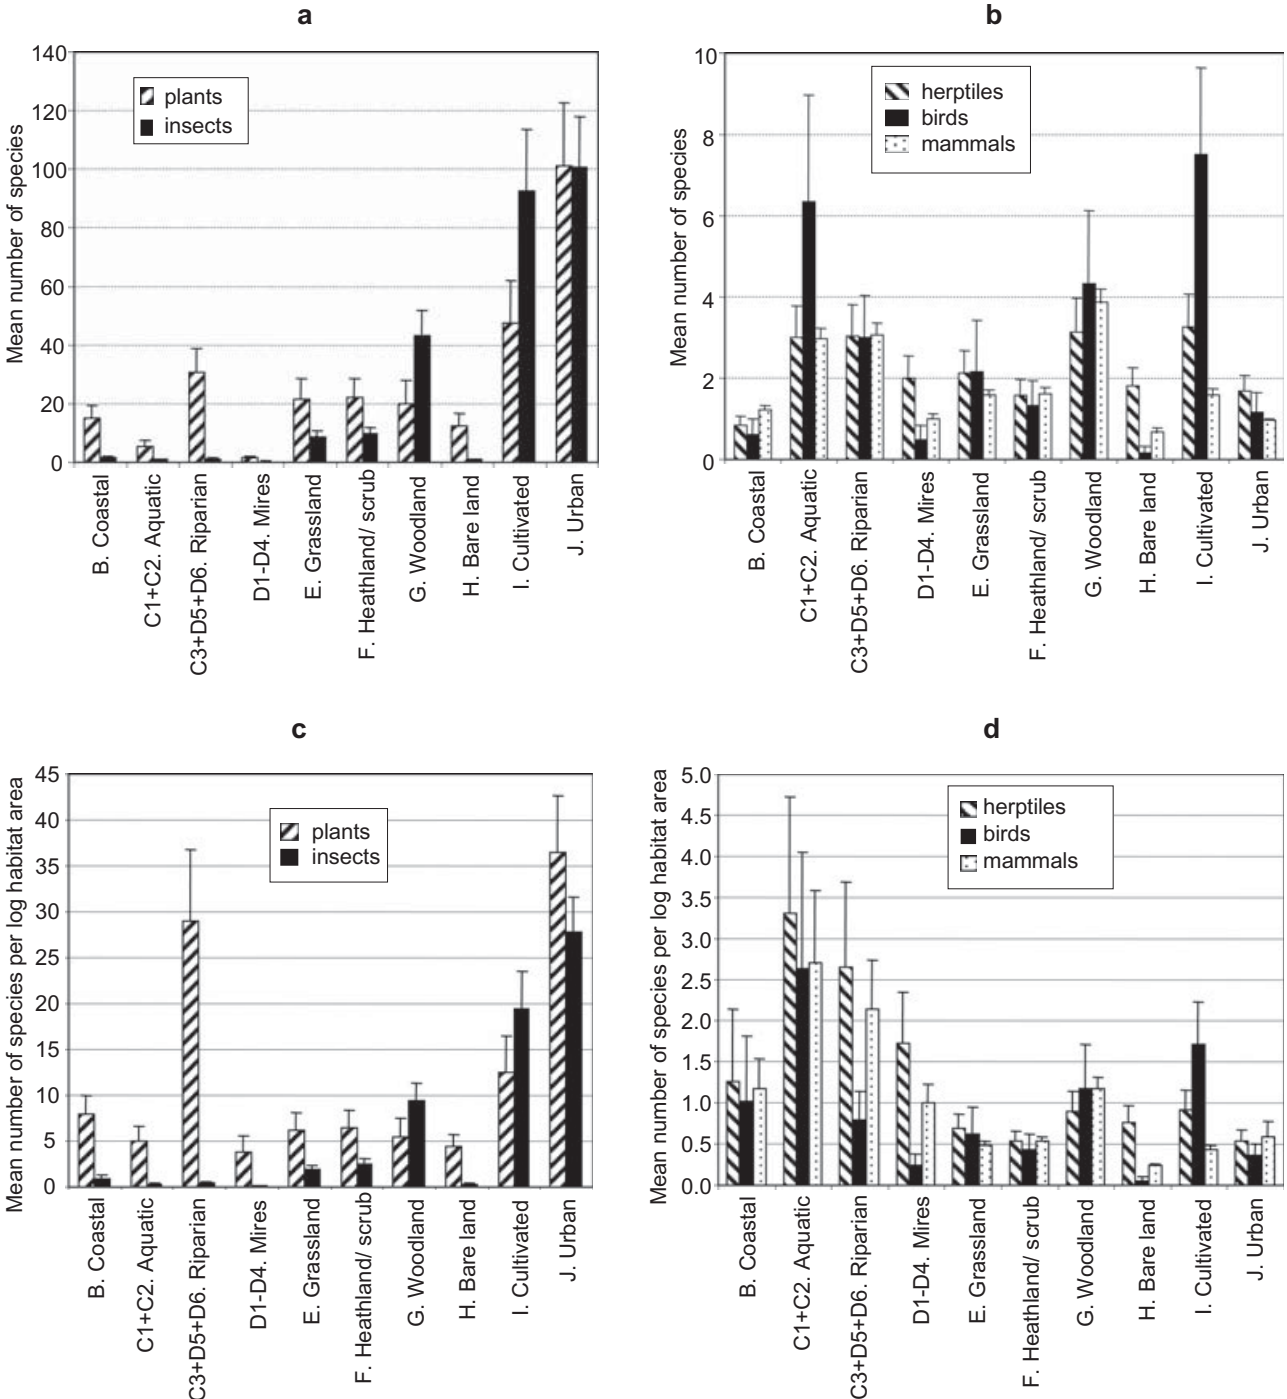 a
Mean number of species
140
120
100
80
60
40
20
0
plants
insects
B. Coastal
C1+C2. Aquatic
C3+D5+D6. Riparian
D1-D4. Mires
E. Grassland
F. Heathland/ scrub
G. Woodland
H. Bare land
I. Cultivated
J. Urban
b
Mean number of species
10
8
6
4
2
0
herptiles
birds
mammals
B. Coastal
C1+C2. Aquatic
C3+D5+D6. Riparian
D1-D4. Mires
E. Grassland
F. Heathland/ scrub
G. Woodland
H. Bare land
I. Cultivated
J. Urban
c
Mean number of species per log habitat area
45
40
35
30
25
20
15
10
5
0
plants
insects
B. Coastal
C1+C2. Aquatic
C3+D5+D6. Riparian
D1-D4. Mires
E. Grassland
F. Heathland/ scrub
G. Woodland
H. Bare land
I. Cultivated
J. Urban
d
Mean number of species per log habitat area
5.0
4.5
4.0
3.5
3.0
2.5
2.0
1.5
1.0
0.5
0.0
herptiles
birds
mammals
B. Coastal
C1+C2. Aquatic
C3+D5+D6. Riparian
D1-D4. Mires
E. Grassland
F. Heathland/ scrub
G. Woodland
H. Bare land
I. Cultivated
J. Urban